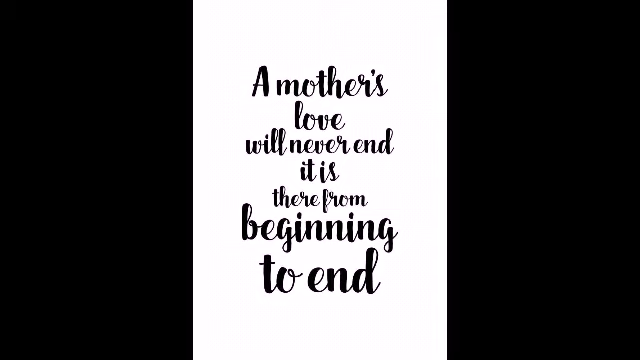 A mother's
love
will never end
it is
there from
beginning
to end